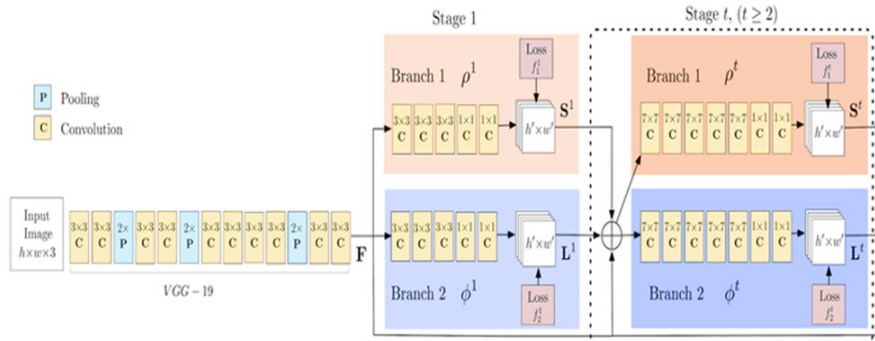 Stage 1
Stage t, (t ≥ 2)
P Pooling
C Convolution
Input
Image
h×w×3
3×3 C 3×3 C 2× P 3×3 C 3×3 C 2× P 3×3 C 3×3 C 3×3 C 3×3 C 2× P 3×3 C 3×3 C
VGG − 19
F
Branch 1 ρ¹
Loss
f₁¹
3×3 C 3×3 C 3×3 C 1×1 C 1×1 C
h′×w′
S¹
3×3 C 3×3 C 3×3 C 1×1 C 1×1 C
h′×w′
L¹
Branch 2 ϕ¹
Loss
f₂¹
Branch 1 ρᵗ
Loss
f₁ᵗ
7×7 C 7×7 C 7×7 C 7×7 C 7×7 C 1×1 C 1×1 C
h′×w′
Sᵗ
7×7 C 7×7 C 7×7 C 7×7 C 7×7 C 1×1 C 1×1 C
h′×w′
Lᵗ
Branch 2 ϕᵗ
Loss
f₂ᵗ